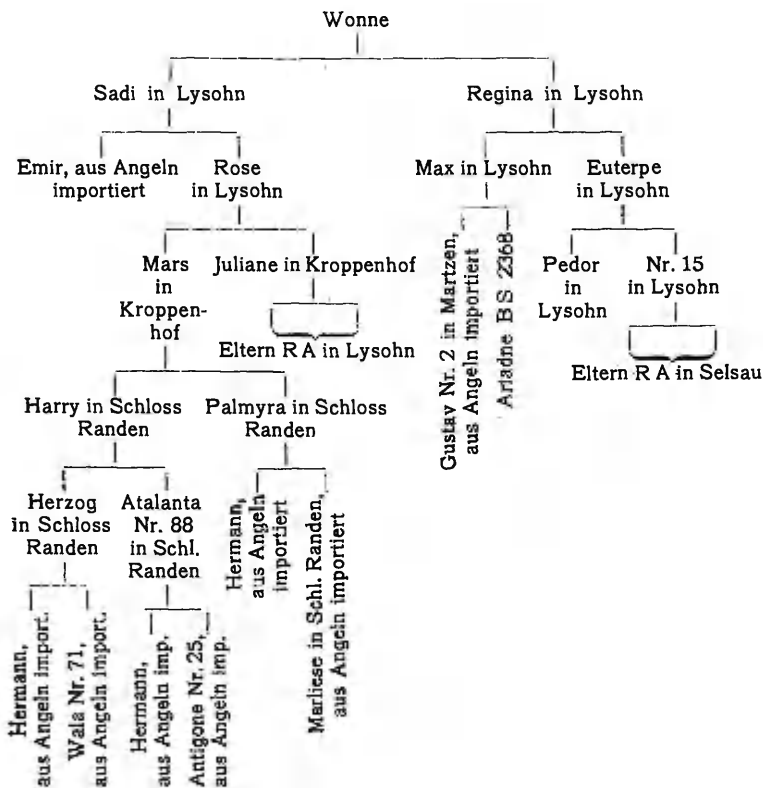 Wonne
Sadi in Lysohn
Regina in Lysohn
Emir, aus Angeln
importiert
Rose
in Lysohn
Max in Lysohn
Euterpe
in Lysohn
Mars
in
Kroppen-
hof
Juliane in Kroppenhof
Eltern R A in Lysohn
Gustav Nr. 2 in Martzen,
aus Angeln importiert
Ariadne BS 2368
Pedor
in
Lysohn
Nr. 15
in Lysohn
Eltern R A in Selsau
Harry in Schloss
Randen
Palmyra in Schloss
Randen
Herzog
in Schloss
Randen
Atalanta
Nr. 88
in Schl.
Randen
Hermann,
aus Angeln
importiert
Marliese in Schl. Randen,
aus Angeln importiert
Hermann,
aus Angeln import.
Wala Nr. 71,
aus Angeln import.
Hermann,
aus Angeln imp.
Antigone Nr. 25,
aus Angeln imp.